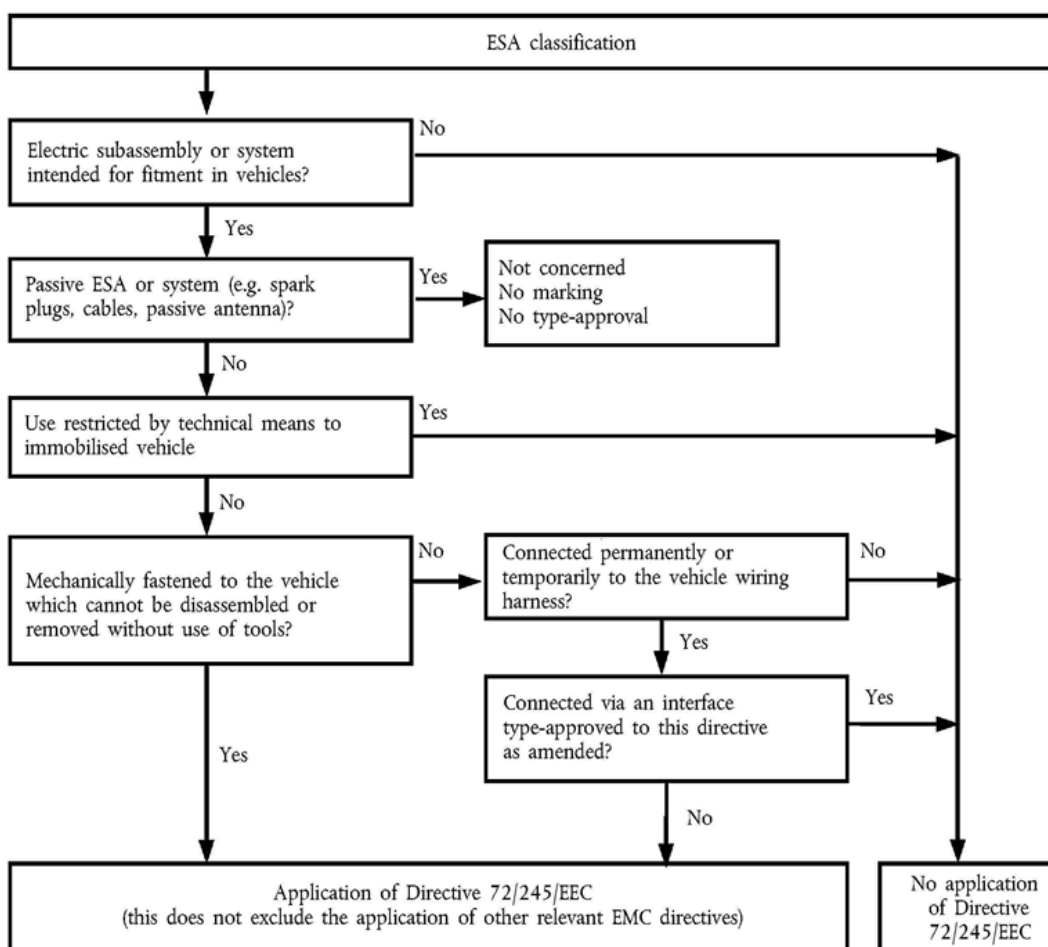 ESA classification
No
Electric subassembly or system
intended for fitment in vehicles?
Yes
Passive ESA or system (e.g. spark
plugs, cables, passive antenna)?
Yes
Not concerned
No marking
No type-approval
No
Use restricted by technical means to
immobilised vehicle
Yes
No
Mechanically fastened to the vehicle
which cannot be disassembled or
removed without use of tools?
No
Connected permanently or
temporarily to the vehicle wiring
harness?
No
Yes
Connected via an interface
type-approved to this directive
as amended?
Yes
Yes
No
Application of Directive 72/245/EEC
(this does not exclude the application of other relevant EMC directives)
No application
of Directive
72/245/EEC